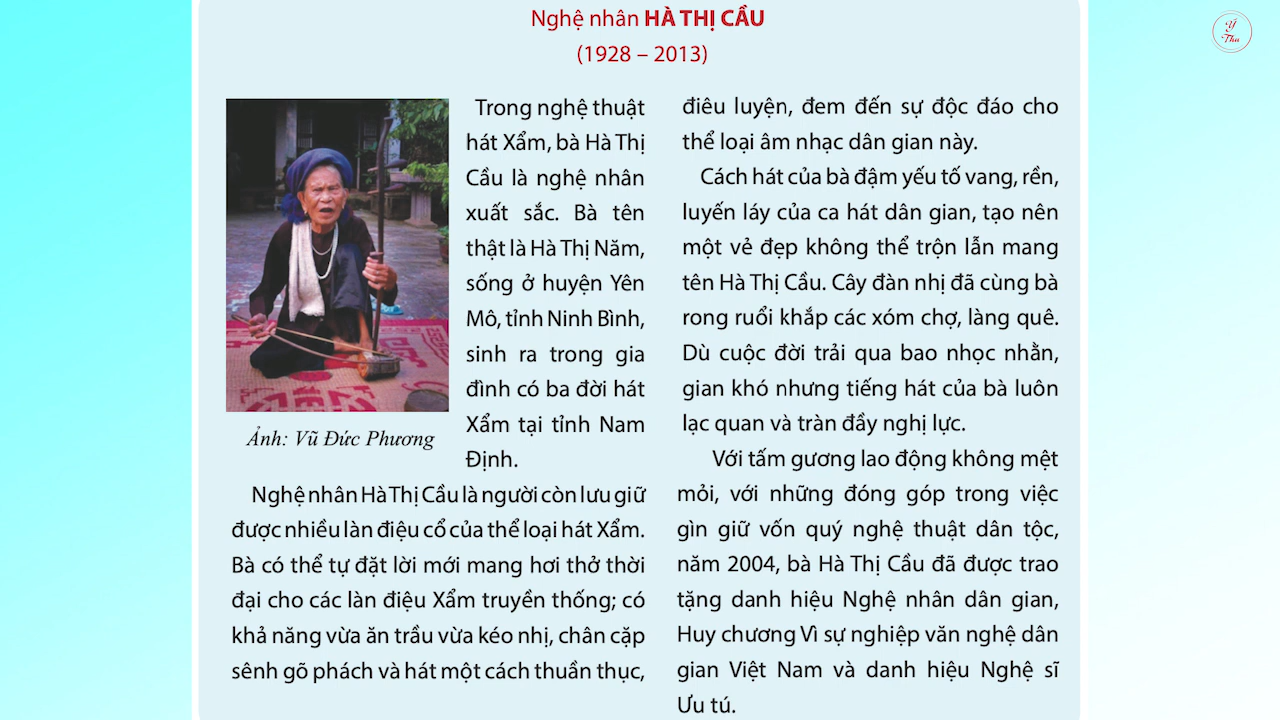 Nghệ nhân HÀ THỊ CẦU
(1928 – 2013)
Ý
Thu
Trong nghệ thuật
hát Xẩm, bà Hà Thị
Cầu là nghệ nhân
xuất sắc. Bà tên
thật là Hà Thị Năm,
sống ở huyện Yên
Mô, tỉnh Ninh Bình,
sinh ra trong gia
đình có ba đời hát
Xẩm tại tỉnh Nam
Định.
Ảnh: Vũ Đức Phương
Nghệ nhân Hà Thị Cầu là người còn lưu giữ
được nhiều làn điệu cổ của thể loại hát Xẩm.
Bà có thể tự đặt lời mới mang hơi thở thời
đại cho các làn điệu Xẩm truyền thống; có
khả năng vừa ăn trầu vừa kéo nhị, chân cặp
sênh gõ phách và hát một cách thuần thục,
điêu luyện, đem đến sự độc đáo cho
thể loại âm nhạc dân gian này.
Cách hát của bà đậm yếu tố vang, rền,
luyến láy của ca hát dân gian, tạo nên
một vẻ đẹp không thể trộn lẫn mang
tên Hà Thị Cầu. Cây đàn nhị đã cùng bà
rong ruổi khắp các xóm chợ, làng quê.
Dù cuộc đời trải qua bao nhọc nhằn,
gian khó nhưng tiếng hát của bà luôn
lạc quan và tràn đầy nghị lực.
Với tấm gương lao động không mệt
mỏi, với những đóng góp trong việc
gìn giữ vốn quý nghệ thuật dân tộc,
năm 2004, bà Hà Thị Cầu đã được trao
tặng danh hiệu Nghệ nhân dân gian,
Huy chương Vì sự nghiệp văn nghệ dân
gian Việt Nam và danh hiệu Nghệ sĩ
Ưu tú.